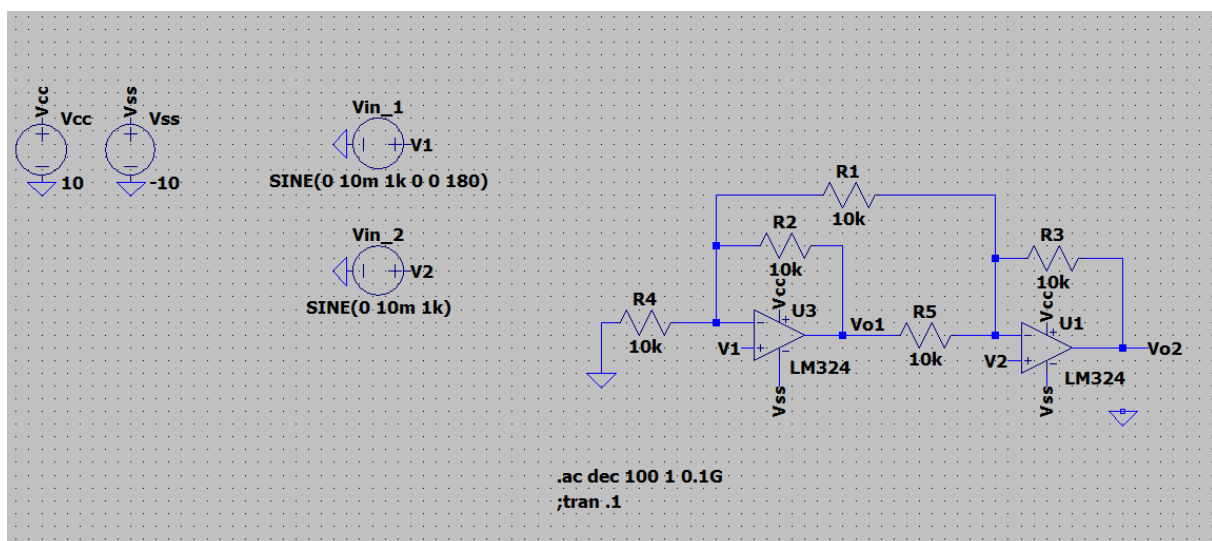 Vcc
Vcc
10
Vss
Vss
-10
Vin_1
V1
SINE(0 10m 1k 0 0 180)
Vin_2
V2
SINE(0 10m 1k)
R1
10k
R2
10k
R3
10k
R4
10k
Vcc
U3
V1
LM324
Vss
Vo1
R5
10k
Vcc
U1
V2
LM324
Vss
Vo2
.ac dec 100 1 0.1G
;tran .1